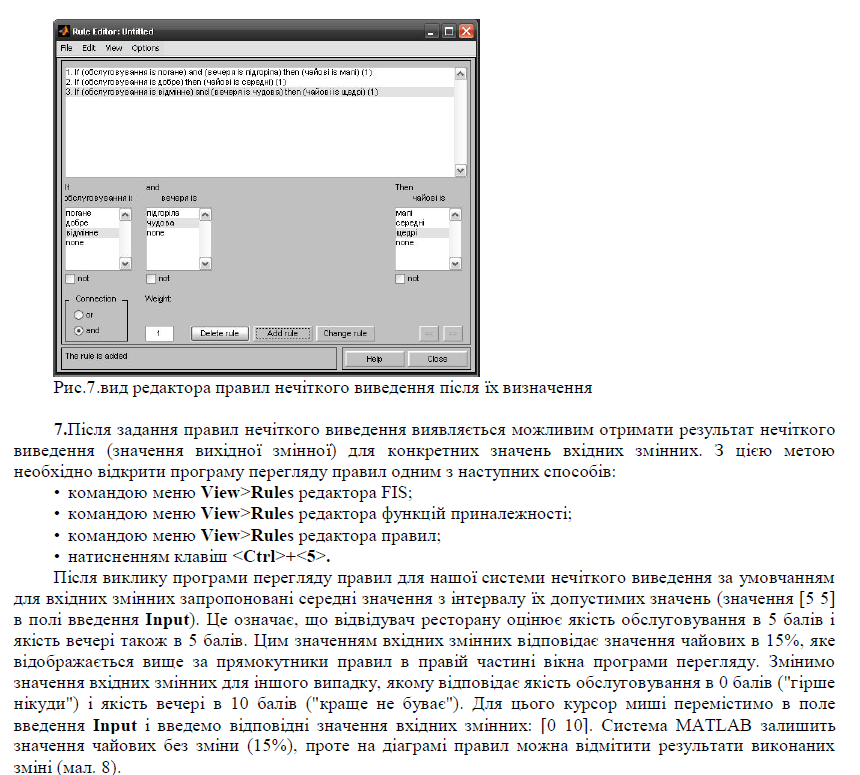 Rule Editor: Untitled
File Edit View Options
1. If (обслуговування is погане) and (вечеря is підгоріла) then (чайові is малі) (1)
2. If (обслуговування is добре) then (чайові is середні) (1)
3. If (обслуговування is відмінне) and (вечеря is чудова) then (чайові is щедрі) (1)
If and Then
обслуговування is вечеря is чайові is
погане підгоріла малі
добре чудова середні
відмінне none щедрі
none none
not not not
Connection Weight:
or
and 1 Delete rule Add rule Change rule << >>
The rule is added Help Close
Рис.7.вид редактора правил нечіткого виведення після їх визначення
7.Після задання правил нечіткого виведення виявляється можливим отримати результат нечіткого
виведення (значення вихідної змінної) для конкретних значень вхідних змінних. З цією метою
необхідно відкрити програму перегляду правил одним з наступних способів:
• командою меню View>Rules редактора FIS;
• командою меню View>Rules редактора функцій приналежності;
• командою меню View>Rules редактора правил;
• натисненням клавіш <Ctrl>+<5>.
Після виклику програми перегляду правил для нашої системи нечіткого виведення за умовчанням
для вхідних змінних запропоновані середні значення з інтервалу їх допустимих значень (значення [5 5]
в полі введення Input). Це означає, що відвідувач ресторану оцінює якість обслуговування в 5 балів і
якість вечері також в 5 балів. Цим значенням вхідних змінних відповідає значення чайових в 15%, яке
відображається вище за прямокутники правил в правій частині вікна програми перегляду. Змінимо
значення вхідних змінних для іншого випадку, якому відповідає якість обслуговування в 0 балів ("гірше
нікуди") і якість вечері в 10 балів ("краще не буває"). Для цього курсор миші перемістимо в поле
введення Input і введемо відповідні значення вхідних змінних: [0 10]. Система MATLAB залишить
значення чайових без зміни (15%), проте на діаграмі правил можна відмітити результати виконаних
зміні (мал. 8).